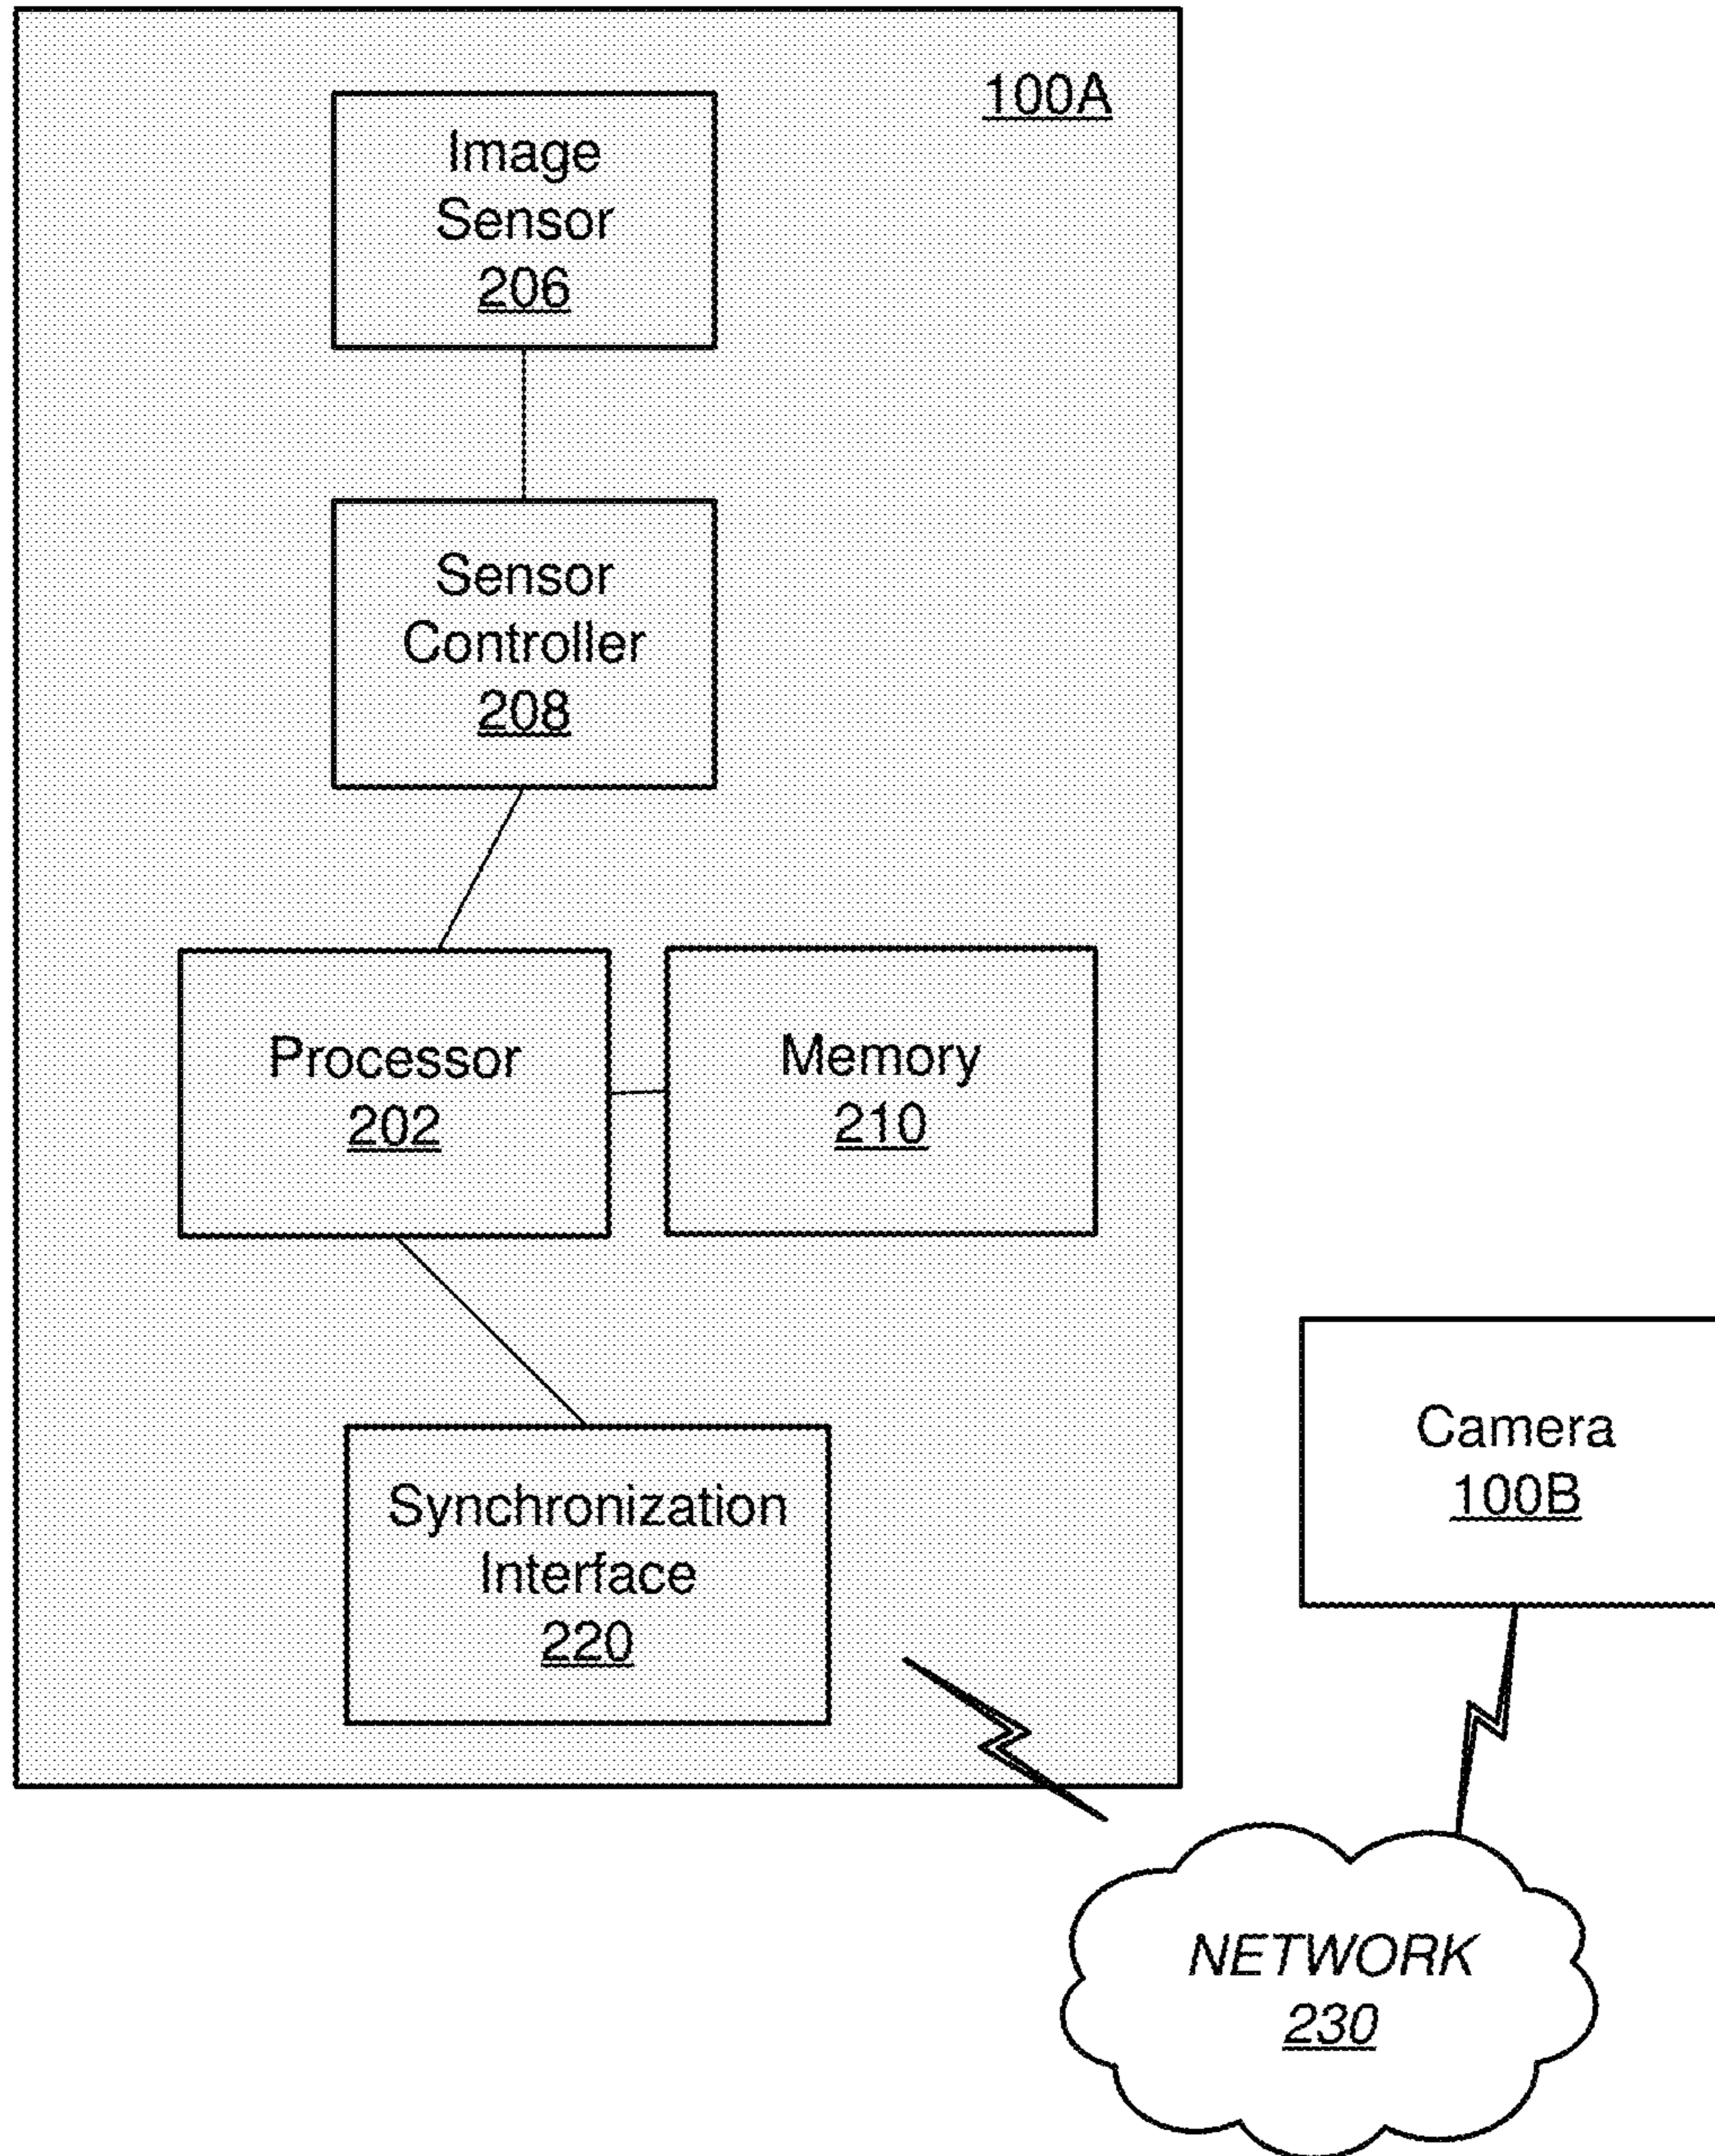 100A
Image
Sensor
206
Sensor
Controller
208
Processor
202
Memory
210
Synchronization
Interface
220
Camera
100B
NETWORK
230